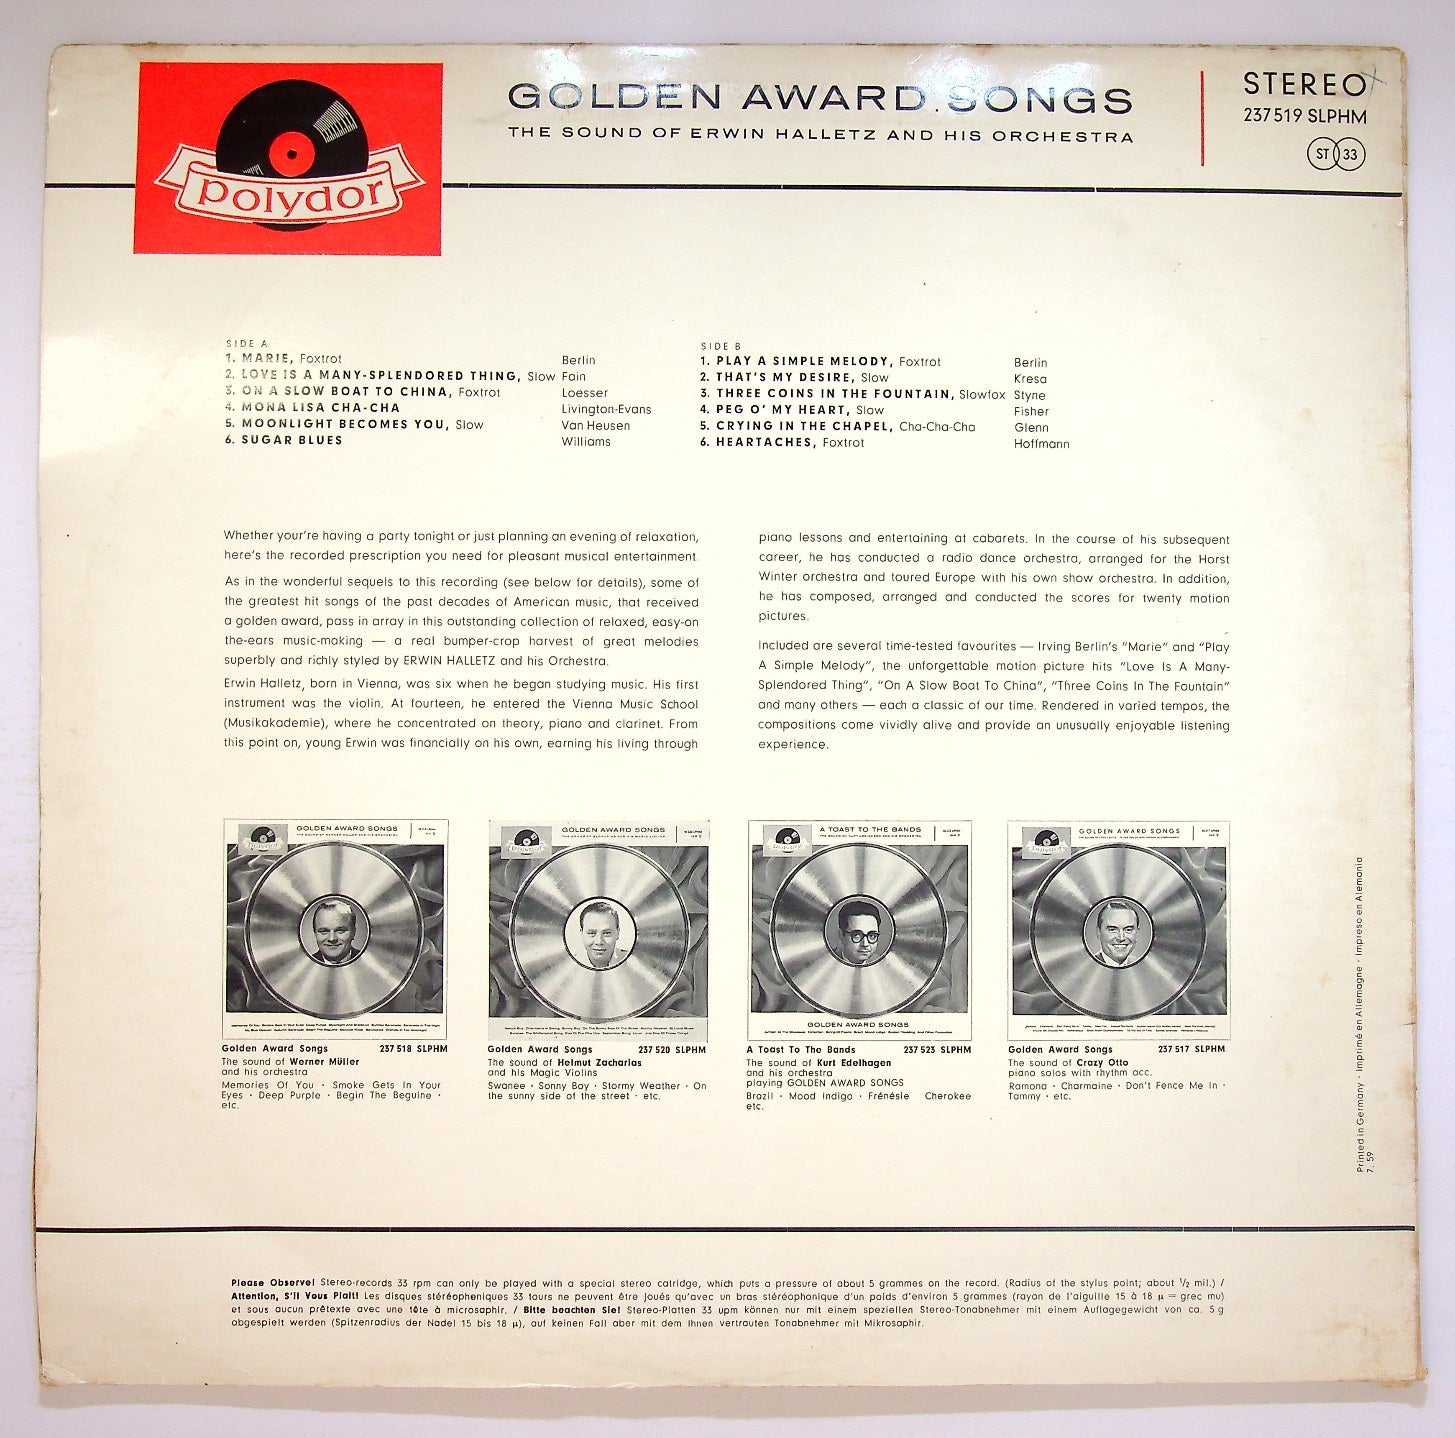 polydor
GOLDEN AWARD SONGS
THE SOUND OF ERWIN HALLETZ AND HIS ORCHESTRA
STEREO
237519 SLPHM
ST 33
SIDE A
1. MARIE, Foxtrot Berlin
2. LOVE IS A MANY-SPLENDORED THING, Slow Fain
3. ON A SLOW BOAT TO CHINA, Foxtrot Loesser
4. MONA LISA CHA-CHA Livington-Evans
5. MOONLIGHT BECOMES YOU, Slow Van Heusen
6. SUGAR BLUES Williams
SIDE B
1. PLAY A SIMPLE MELODY, Foxtrot Berlin
2. THAT'S MY DESIRE, Slow Kresa
3. THREE COINS IN THE FOUNTAIN, Slowfox Styne
4. PEG O' MY HEART, Slow Fisher
5. CRYING IN THE CHAPEL, Cha-Cha-Cha Glenn
6. HEARTACHES, Foxtrot Hoffmann
Whether your're having a party tonight or just planning an evening of relaxation,
here's the recorded prescription you need for pleasant musical entertainment.
As in the wonderful sequels to this recording (see below for details), some of
the greatest hit songs of the past decades of American music, that received
a golden award, pass in array in this outstanding collection of relaxed, easy-on
the-ears music-making — a real bumper-crop harvest of great melodies
superbly and richly styled by ERWIN HALLETZ and his Orchestra.
Erwin Halletz, born in Vienna, was six when he began studying music. His first
instrument was the violin. At fourteen, he entered the Vienna Music School
(Musikakademie), where he concentrated on theory, piano and clarinet. From
this point on, young Erwin was financially on his own, earning his living through
piano lessons and entertaining at cabarets. In the course of his subsequent
career, he has conducted a radio dance orchestra, arranged for the Horst
Winter orchestra and toured Europe with his own show orchestra. In addition,
he has composed, arranged and conducted the scores for twenty motion
pictures.
Included are several time-tested favourites — Irving Berlin's "Marie" and "Play
A Simple Melody", the unforgettable motion picture hits "Love Is A Many-
Splendored Thing", "On A Slow Boat To China", "Three Coins In The Fountain"
and many others — each a classic of our time. Rendered in varied tempos, the
compositions come vividly alive and provide an unusually enjoyable listening
experience.
polydor
GOLDEN AWARD SONGS
polydor
GOLDEN AWARD SONGS
polydor
A TOAST TO THE BANDS
GOLDEN AWARD SONGS
polydor
GOLDEN AWARD SONGS
Golden Award Songs 237 518 SLPHM
The sound of Werner Müller
and his orchestra
Memories Of You · Smoke Gets In Your
Eyes · Deep Purple · Begin The Beguine ·
etc.
Golden Award Songs 237 520 SLPHM
The sound of Helmut Zacharias
and his Magic Violins
Swanee · Sonny Boy · Stormy Weather · On
the sunny side of the street · etc.
A Toast To The Bands 237 523 SLPHM
The sound of Kurt Edelhagen
and his orchestra
playing GOLDEN AWARD SONGS
Brazil · Mood Indigo · Frénésie Cherokee
etc.
Golden Award Songs 237 517 SLPHM
The sound of Crazy Otto
piano solos with rhythm acc.
Ramona · Charmaine · Don't Fence Me In ·
Tammy · etc.
Printed in Germany · Imprimé en Allemagne · Impreso en Alemania
7. 59
Please Observe! Stereo-records 33 rpm can only be played with a special stereo catridge, which puts a pressure of about 5 grammes on the record. (Radius of the stylus point; about ½ mil.) /
Attention, S'il Vous Plait! Les disques stéréophoniques 33 tours ne peuvent être joués qu'avec un bras stéréophonique d'un poids d'environ 5 grammes (rayon de l'aiguille 15 à 18 µ = grec mu)
et sous aucun prétexte avec une tête à microsaphir. / Bitte beachten Sie! Stereo-Platten 33 upm können nur mit einem speziellen Stereo-Tonabnehmer mit einem Auflagegewicht von ca. 5 g
abgespielt werden (Spitzenradius der Nadel 15 bis 18 µ), auf keinen Fall aber mit dem Ihnen vertrauten Tonabnehmer mit Mikrosaphir.